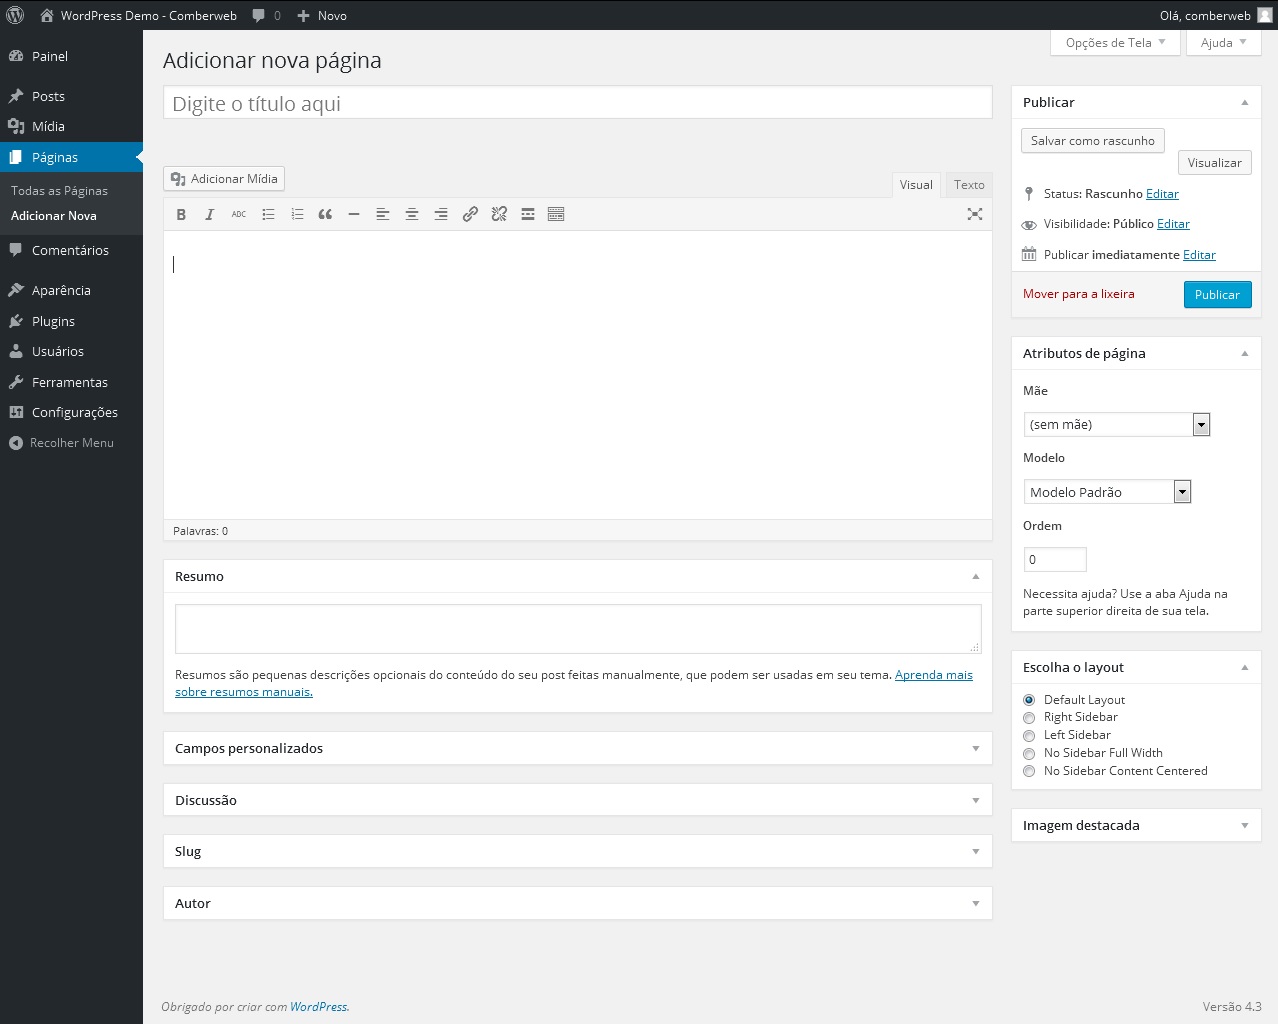 WordPress Demo - Comberweb
0
Novo
Olá, comberweb
Painel
Posts
Mídia
Páginas
Todas as Páginas
Adicionar Nova
Comentários
Aparência
Plugins
Usuários
Ferramentas
Configurações
Recolher Menu
Opções de Tela
Ajuda
Adicionar nova página
Digite o título aqui
Adicionar Mídia
Visual
Texto
B
I
ABC
Palavras: 0
Resumo
Resumos são pequenas descrições opcionais do conteúdo do seu post feitas manualmente, que podem ser usadas em seu tema. Aprenda mais
sobre resumos manuais.
Campos personalizados
Discussão
Slug
Autor
Publicar
Salvar como rascunho
Visualizar
Status: Rascunho Editar
Visibilidade: Público Editar
Publicar imediatamente Editar
Mover para a lixeira
Publicar
Atributos de página
Mãe
(sem mãe)
Modelo
Modelo Padrão
Ordem
0
Necessita ajuda? Use a aba Ajuda na
parte superior direita de sua tela.
Escolha o layout
Default Layout
Right Sidebar
Left Sidebar
No Sidebar Full Width
No Sidebar Content Centered
Imagem destacada
Obrigado por criar com WordPress.
Versão 4.3